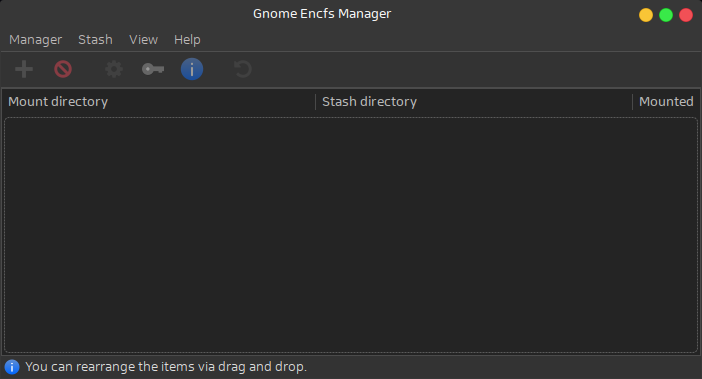 Gnome Encfs Manager
Manager Stash View Help
Mount directory Stash directory Mounted
You can rearrange the items via drag and drop.